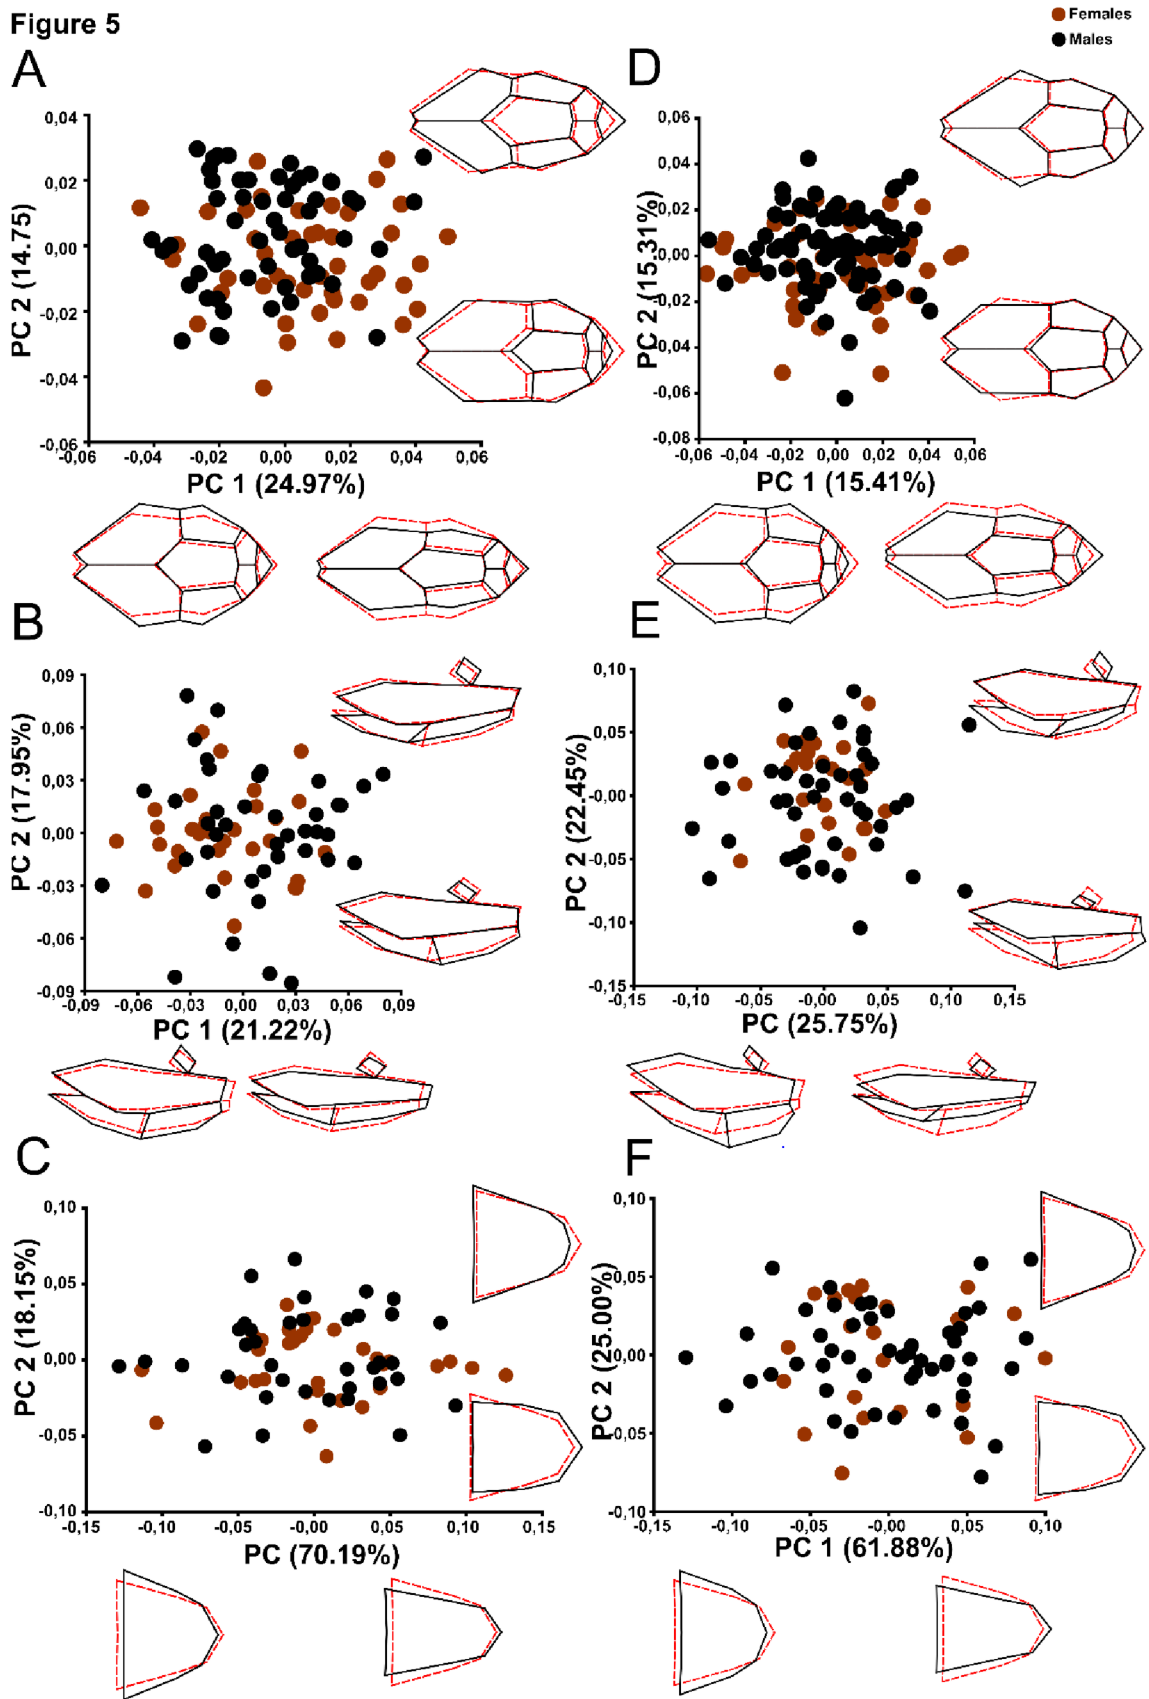 Figure 5
Females
Males
A
0,04
0,02
0,00
-0,02
-0,04
-0,06
PC 2 (14.75)
-0,06 -0,04 -0,02 0,00 0,02 0,04 0,06
PC 1 (24.97%)
D
0,06
0,04
0,02
0,00
-0,02
-0,04
-0,06
-0,08
PC 2 (15.31%)
-0,06 -0,04 -0,02 0,00 0,02 0,04 0,06
PC 1 (15.41%)
B
0,09
0,06
0,03
0,00
-0,03
-0,06
-0,09
PC 2 (17.95%)
-0,09 -0,06 -0,03 0,00 0,03 0,06 0,09
PC 1 (21.22%)
E
0,10
0,05
-0,00
-0,05
-0,10
-0,15
PC 2 (22.45%)
-0,15 -0,10 -0,05 -0,00 0,05 0,10 0,15
PC (25.75%)
C
0,10
0,05
0,00
-0,05
-0,10
PC 2 (18.15%)
-0,15 -0,10 -0,05 -0,00 0,05 0,10 0,15
PC (70.19%)
F
0,10
0,05
0,00
-0,05
-0,10
PC 2 (25.00%)
-0,15 -0,10 -0,05 -0,00 0,05 0,10
PC 1 (61.88%)